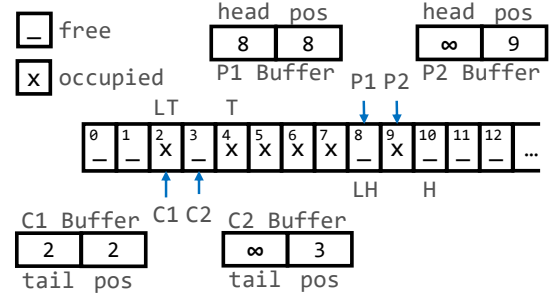 _ free
x occupied
head pos
8 8
P1 Buffer
head pos
∞ 9
P2 Buffer
P1 P2
LT T
0 1 2 3 4 5 6 7 8 9 10 11 12
_ _ x _ x x x x _ x _ _ _ …
LH H
C1 C2
C1 Buffer
2 2
tail pos
C2 Buffer
∞ 3
tail pos